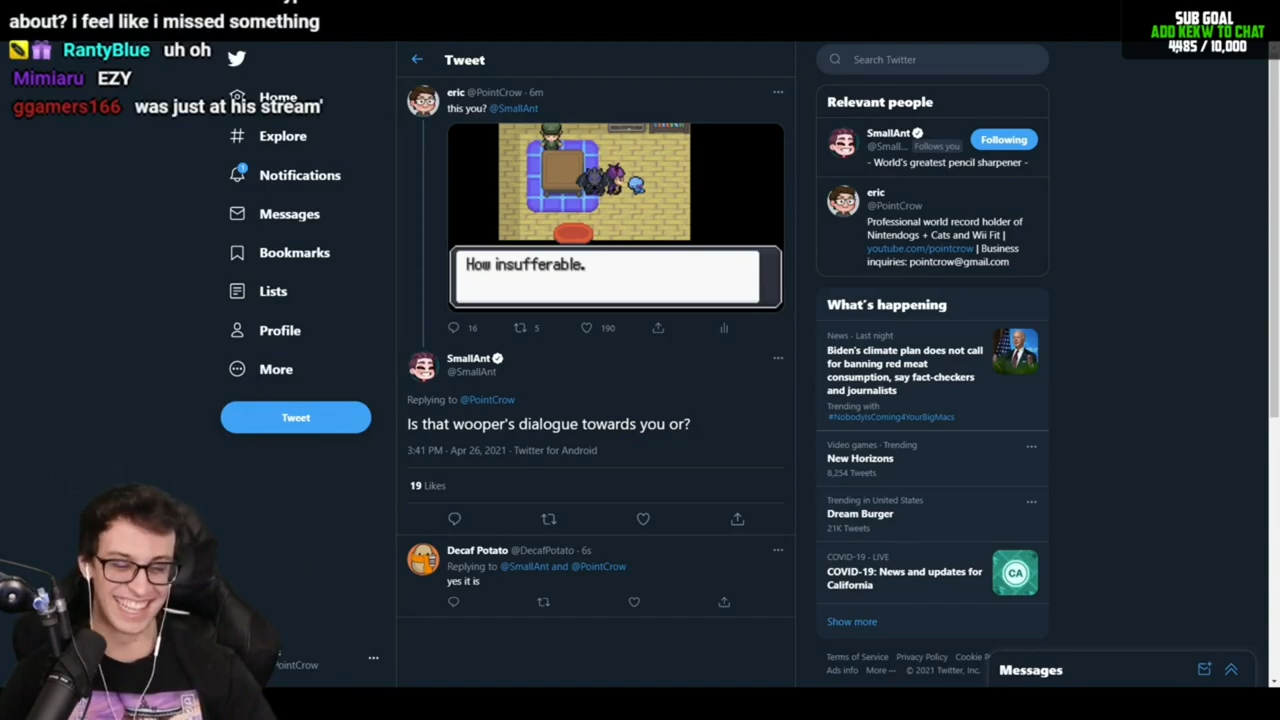 about? i feel like i missed something
RantyBlue uh oh
Mimiaru EZY
ggamers166 was just at his stream'
SUB GOAL
ADD KEKW TO CHAT
4,485 / 10,000
Home
Explore
Notifications
1
Messages
Bookmarks
Lists
Profile
More
Tweet
PointCrow
Tweet
eric @PointCrow · 6m
this you? @SmallAnt
How insufferable.
16 5 190
SmallAnt
@SmallAnt
Replying to @PointCrow
Is that wooper's dialogue towards you or?
3:41 PM · Apr 26, 2021 · Twitter for Android
19 Likes
Decaf Potato @DecafPotato · 6s
Replying to @SmallAnt and @PointCrow
yes it is
Search Twitter
Relevant people
SmallAnt
@Small... Follows you
Following
- World's greatest pencil sharpener -
eric
@PointCrow
Professional world record holder of
Nintendogs + Cats and Wii Fit |
youtube.com/pointcrow | Business
inquiries: pointcrow@gmail.com
What's happening
News · Last night
Biden's climate plan does not call
for banning red meat
consumption, say fact-checkers
and journalists
Trending with
#NobodyIsComing4YourBigMacs
Video games · Trending
New Horizons
8,254 Tweets
Trending in United States
Dream Burger
21K Tweets
COVID-19 · LIVE
COVID-19: News and updates for
California
CA
Show more
Terms of Service Privacy Policy Cookie P
Ad info More ··· © 2021 Twitter, Inc.
Messages